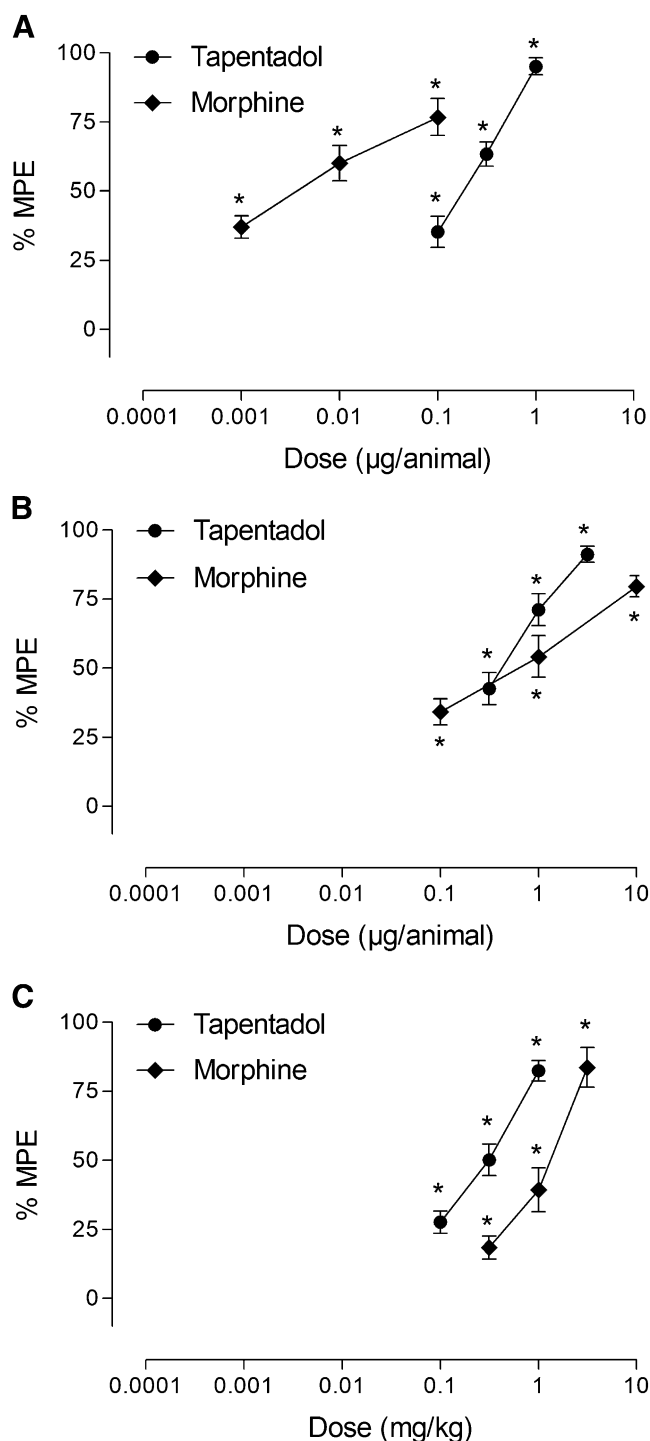 A
100
Tapentadol
*
Morphine
*
75
*
*
% MPE
50
*
*
25
0
0.0001 0.001 0.01 0.1 1 10
Dose (µg/animal)
B
100
Tapentadol
*
Morphine
*
75
*
% MPE
*
50
*
25
*
0
0.0001 0.001 0.01 0.1 1 10
Dose (µg/animal)
C
100
Tapentadol
*
*
Morphine
75
*
% MPE
50
*
*
25
*
0
0.0001 0.001 0.01 0.1 1 10
Dose (mg/kg)